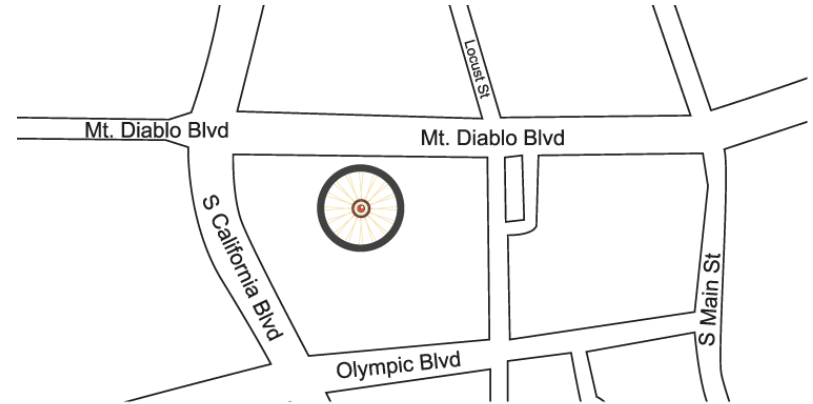 Locust St
Mt. Diablo Blvd
Mt. Diablo Blvd
S California Blvd
S Main St
Olympic Blvd